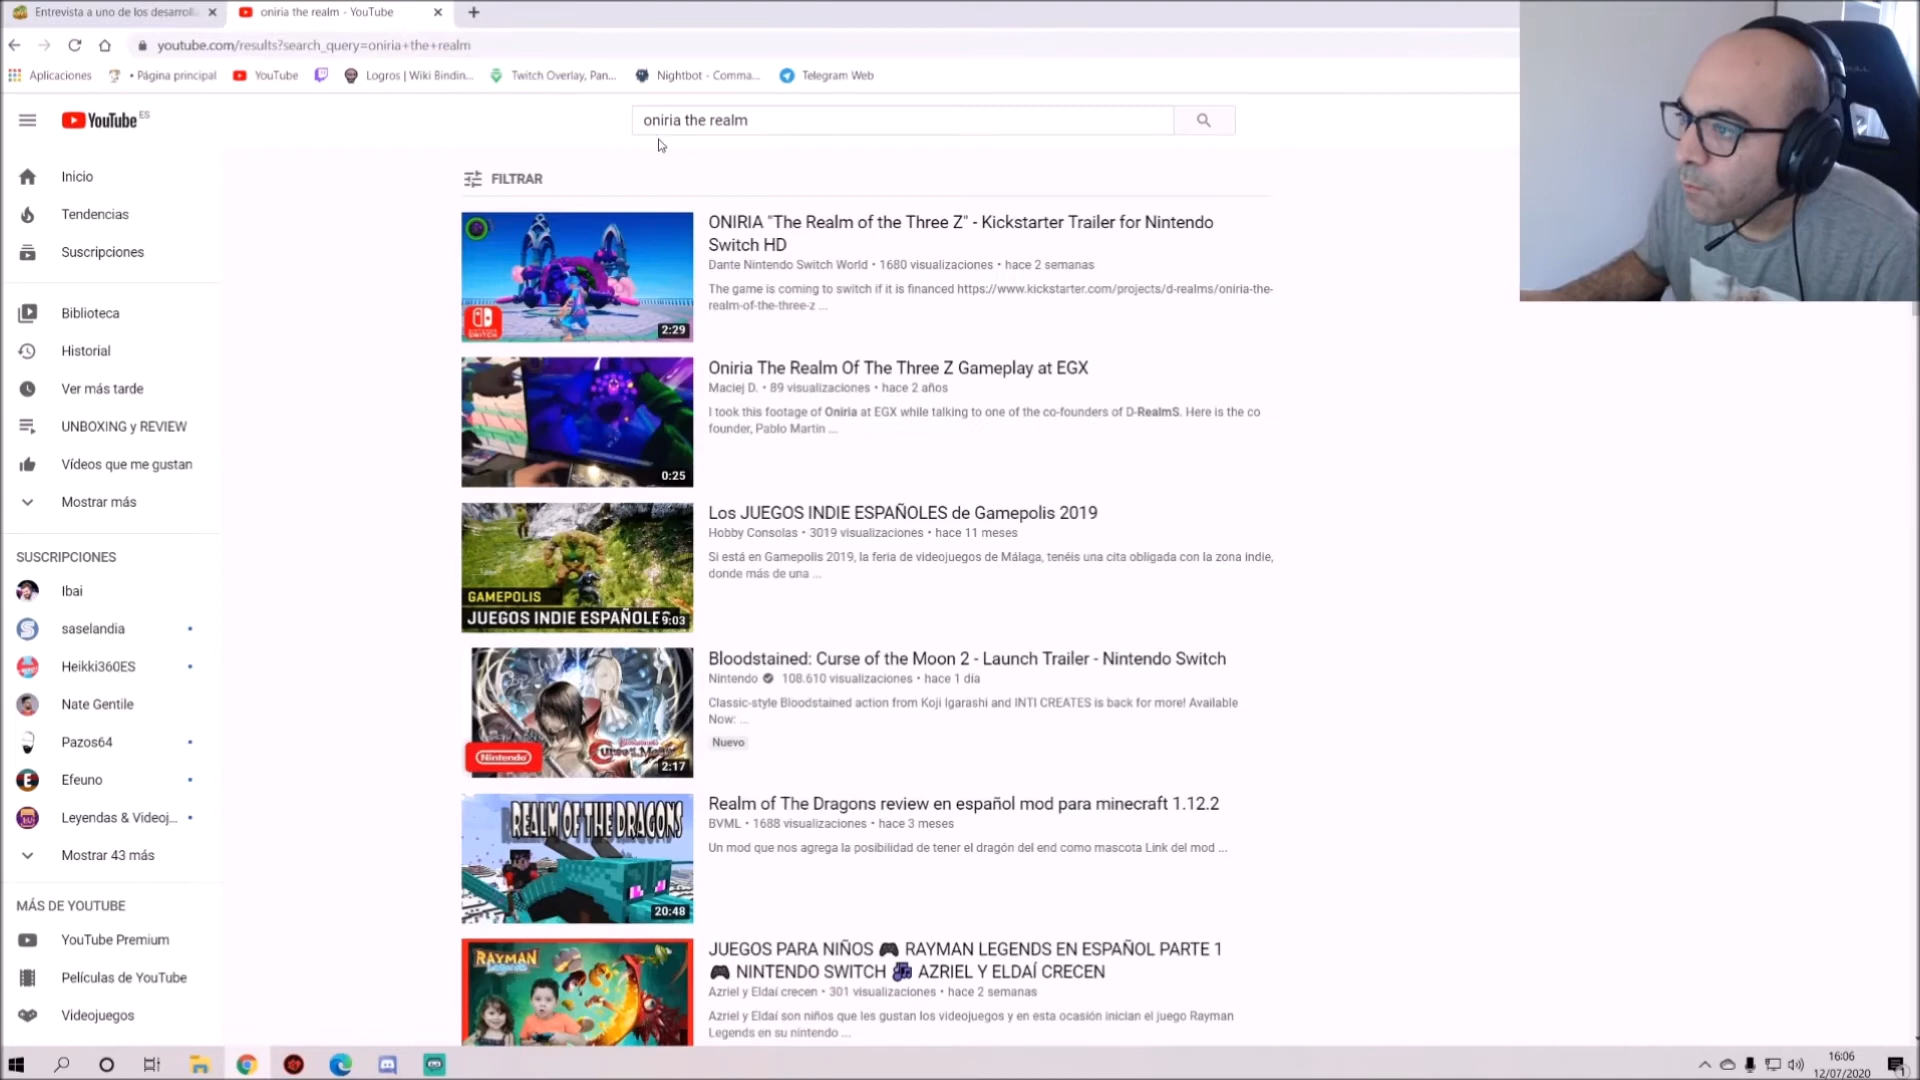 Entrevista a uno de los desarroll
oniria the realm - YouTube
youtube.com/results?search_query=oniria+the+realm
Aplicaciones
• Página principal
YouTube
Logros | Wiki Bindin...
Twitch Overlay, Pan...
Nightbot - Comma...
Telegram Web
YouTube ES
oniria the realm
Inicio
Tendencias
Suscripciones
Biblioteca
Historial
Ver más tarde
UNBOXING y REVIEW
Vídeos que me gustan
Mostrar más
SUSCRIPCIONES
Ibai
saselandia
Heikki360ES
Nate Gentile
Pazos64
Efeuno
Leyendas & Videoj...
Mostrar 43 más
MÁS DE YOUTUBE
YouTube Premium
Películas de YouTube
Videojuegos
FILTRAR
2:29
ONIRIA "The Realm of the Three Z" - Kickstarter Trailer for Nintendo
Switch HD
Dante Nintendo Switch World • 1680 visualizaciones • hace 2 semanas
The game is coming to switch if it is financed https://www.kickstarter.com/projects/d-realms/oniria-the-
realm-of-the-three-z ...
0:25
Oniria The Realm Of The Three Z Gameplay at EGX
Maciej D. • 89 visualizaciones • hace 2 años
I took this footage of Oniria at EGX while talking to one of the co-founders of D-RealmS. Here is the co
founder, Pablo Martin ...
GAMEPOLIS
JUEGOS INDIE ESPAÑOLES
9:03
Los JUEGOS INDIE ESPAÑOLES de Gamepolis 2019
Hobby Consolas • 3019 visualizaciones • hace 11 meses
Si está en Gamepolis 2019, la feria de videojuegos de Málaga, tenéis una cita obligada con la zona indie,
donde más de una ...
Nintendo
2:17
Bloodstained: Curse of the Moon 2 - Launch Trailer - Nintendo Switch
Nintendo 108.610 visualizaciones • hace 1 día
Classic-style Bloodstained action from Koji Igarashi and INTI CREATES is back for more! Available
Now: ...
Nuevo
REALM OF THE DRAGONS
20:48
Realm of The Dragons review en español mod para minecraft 1.12.2
BVML • 1688 visualizaciones • hace 3 meses
Un mod que nos agrega la posibilidad de tener el dragón del end como mascota Link del mod ...
RAYMAN
Legends
JUEGOS PARA NIÑOS 🎮 RAYMAN LEGENDS EN ESPAÑOL PARTE 1
🎮 NINTENDO SWITCH 🎼 AZRIEL Y ELDAÍ CRECEN
Azriel y Eldaí crecen • 301 visualizaciones • hace 2 semanas
Azriel y Eldaí son niños que les gustan los videojuegos y en esta ocasión inician el juego Rayman
Legends en su nintendo ...
16:06
12/07/2020